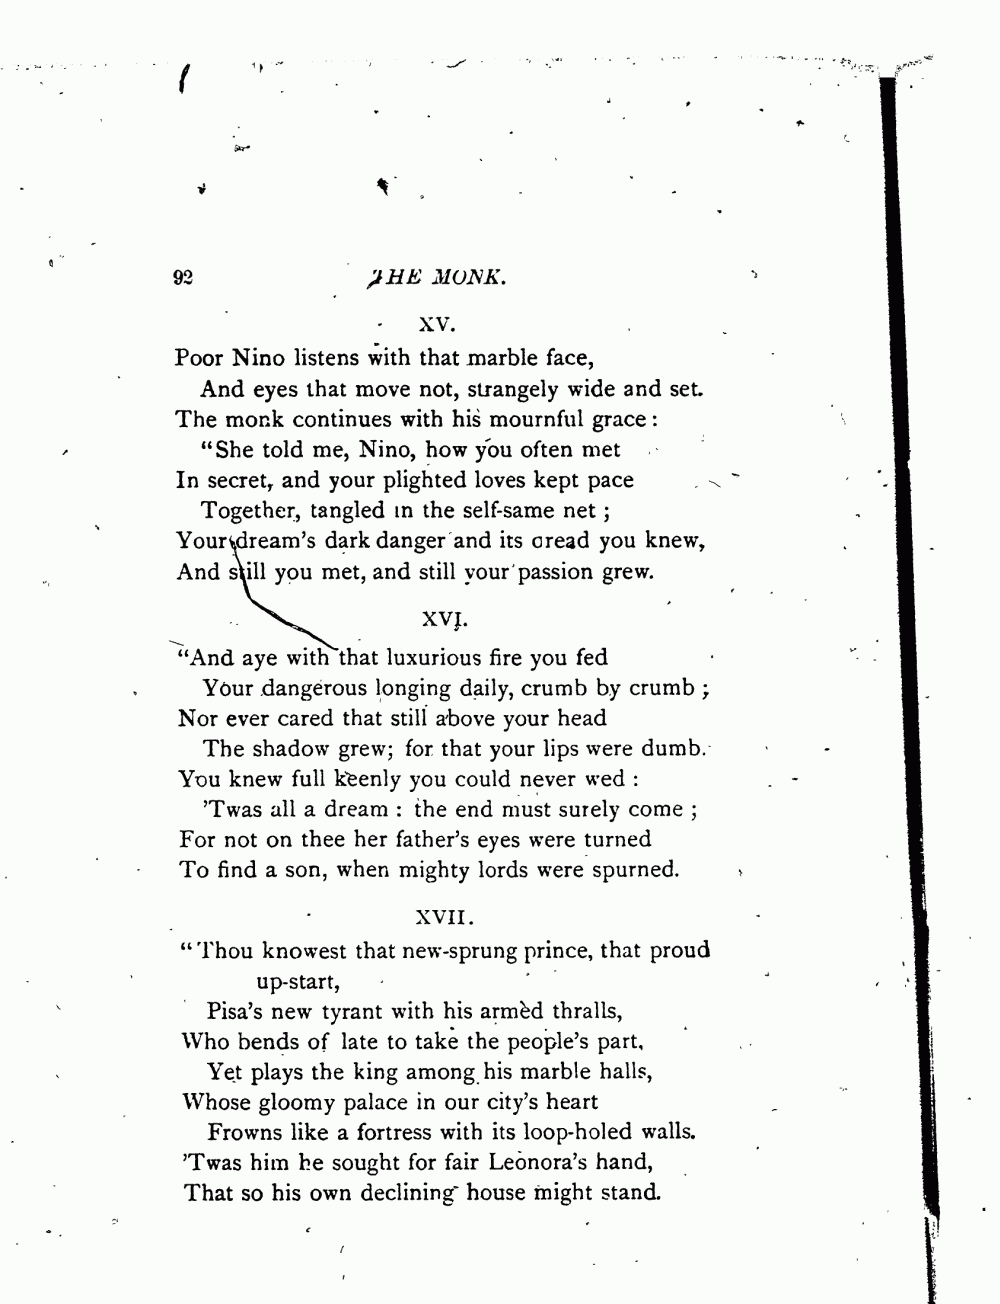 92 THE MONK.
XV.
Poor Nino listens with that marble face,
And eyes that move not, strangely wide and set.
The monk continues with his mournful grace :
“She told me, Nino, how you often met
In secret, and your plighted loves kept pace
Together, tangled in the self-same net ;
Your dream’s dark danger and its dread you knew,
And still you met, and still your passion grew.
XVI.
“And aye with that luxurious fire you fed
Your dangerous longing daily, crumb by crumb ;
Nor ever cared that still above your head
The shadow grew; for that your lips were dumb.
You knew full keenly you could never wed :
’Twas all a dream : the end must surely come ;
For not on thee her father’s eyes were turned
To find a son, when mighty lords were spurned.
XVII.
“Thou knowest that new-sprung prince, that proud
up-start,
Pisa’s new tyrant with his armèd thralls,
Who bends of late to take the people’s part,
Yet plays the king among his marble halls,
Whose gloomy palace in our city’s heart
Frowns like a fortress with its loop-holed walls.
’Twas him he sought for fair Leonora’s hand,
That so his own declining house might stand.